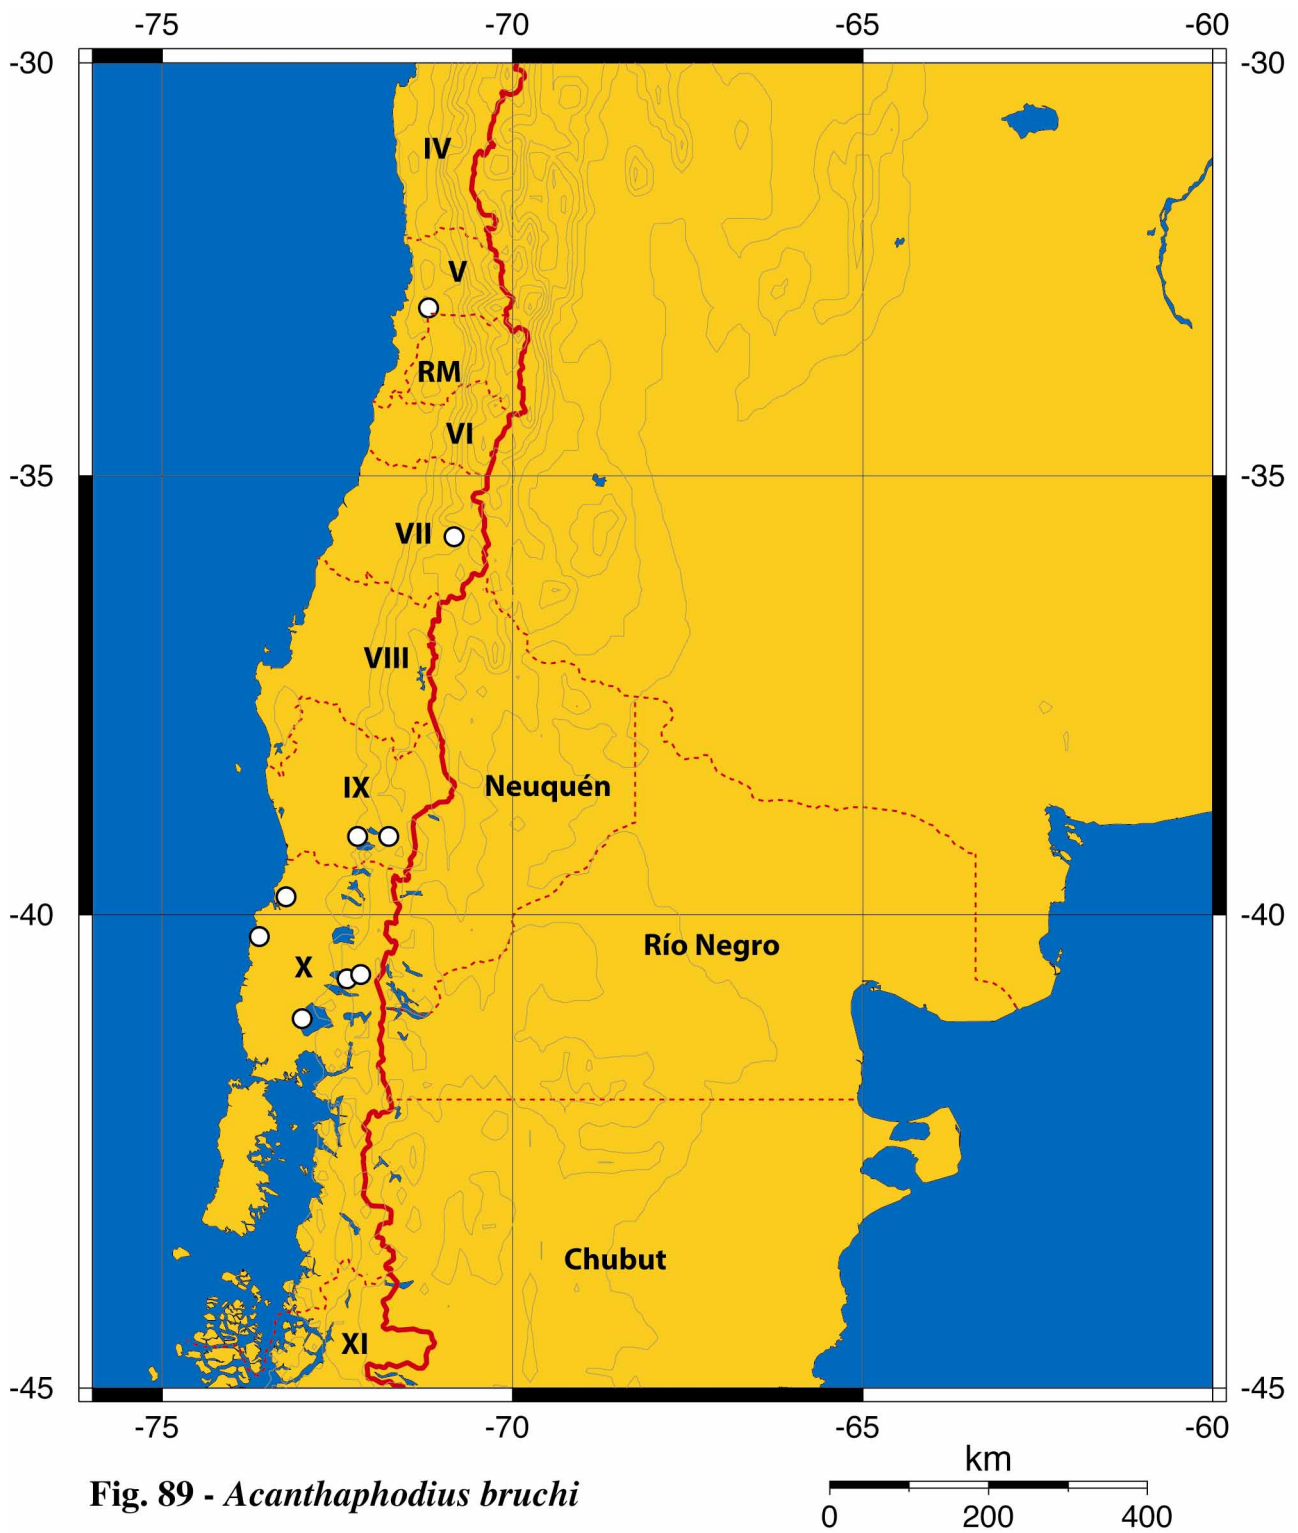 -75 -70 -65 -60
-30 -30
IV
V
RM
VI
-35 -35
VII
VIII
IX Neuquén
-40 -40
Río Negro
X
Chubut
XI
-45 -45
-75 -70 -65 -60
km
Fig. 89 - Acanthaphodius bruchi
0 200 400